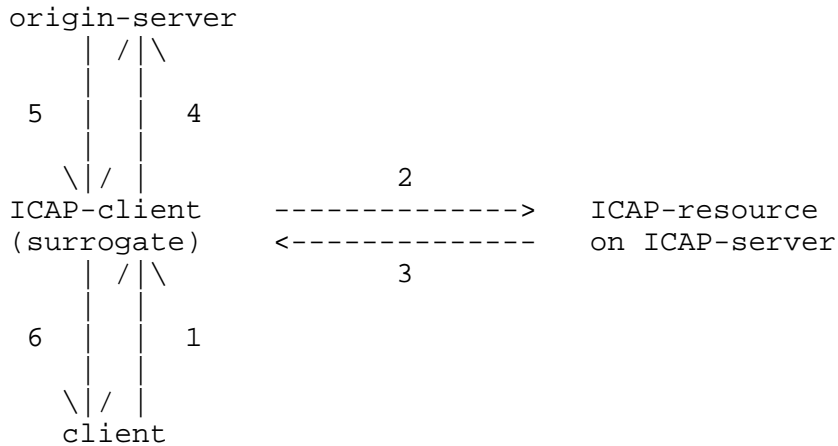 origin-server
| /|\
| |
5 | | 4
| |
\|/ |
2
ICAP-client --------------> ICAP-resource
(surrogate) <-------------- on ICAP-server
| /|\ 3
| |
6 | | 1
| |
\|/ |
client